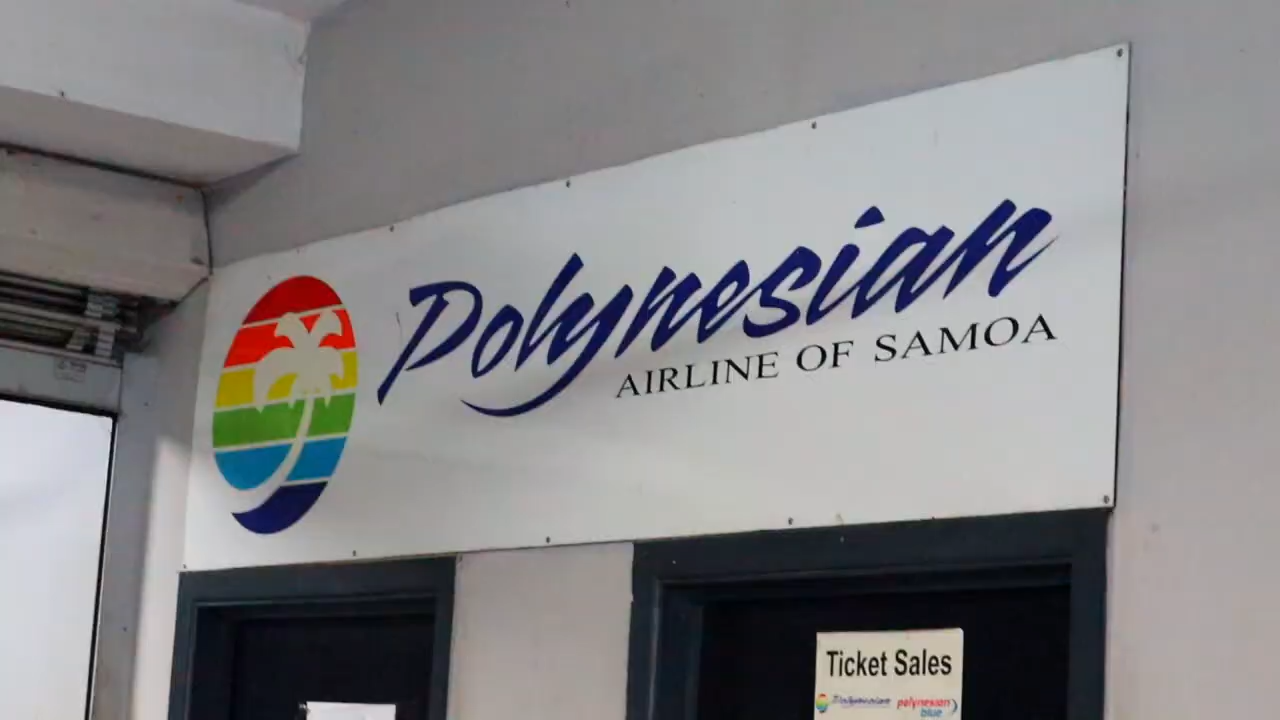 Polynesian
AIRLINE OF SAMOA
Ticket Sales
Polynesian polynesian
blue